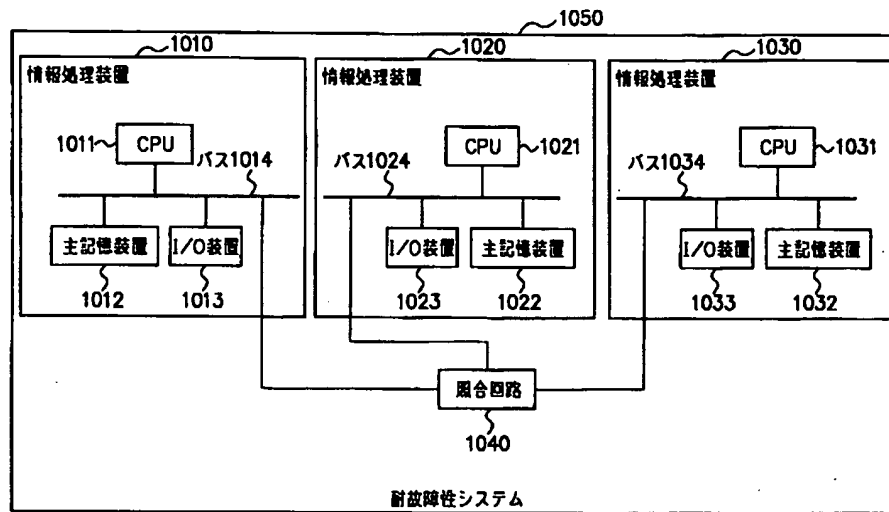 1050
1010
1020
1030
情報処理装置
情報処理装置
情報処理装置
1011
CPU
バス1014
主記憶装置
I/O装置
1012
1013
バス1024
CPU
1021
I/O装置
主記憶装置
1023
1022
バス1034
CPU
1031
I/O装置
主記憶装置
1033
1032
照合回路
1040
耐故障性システム